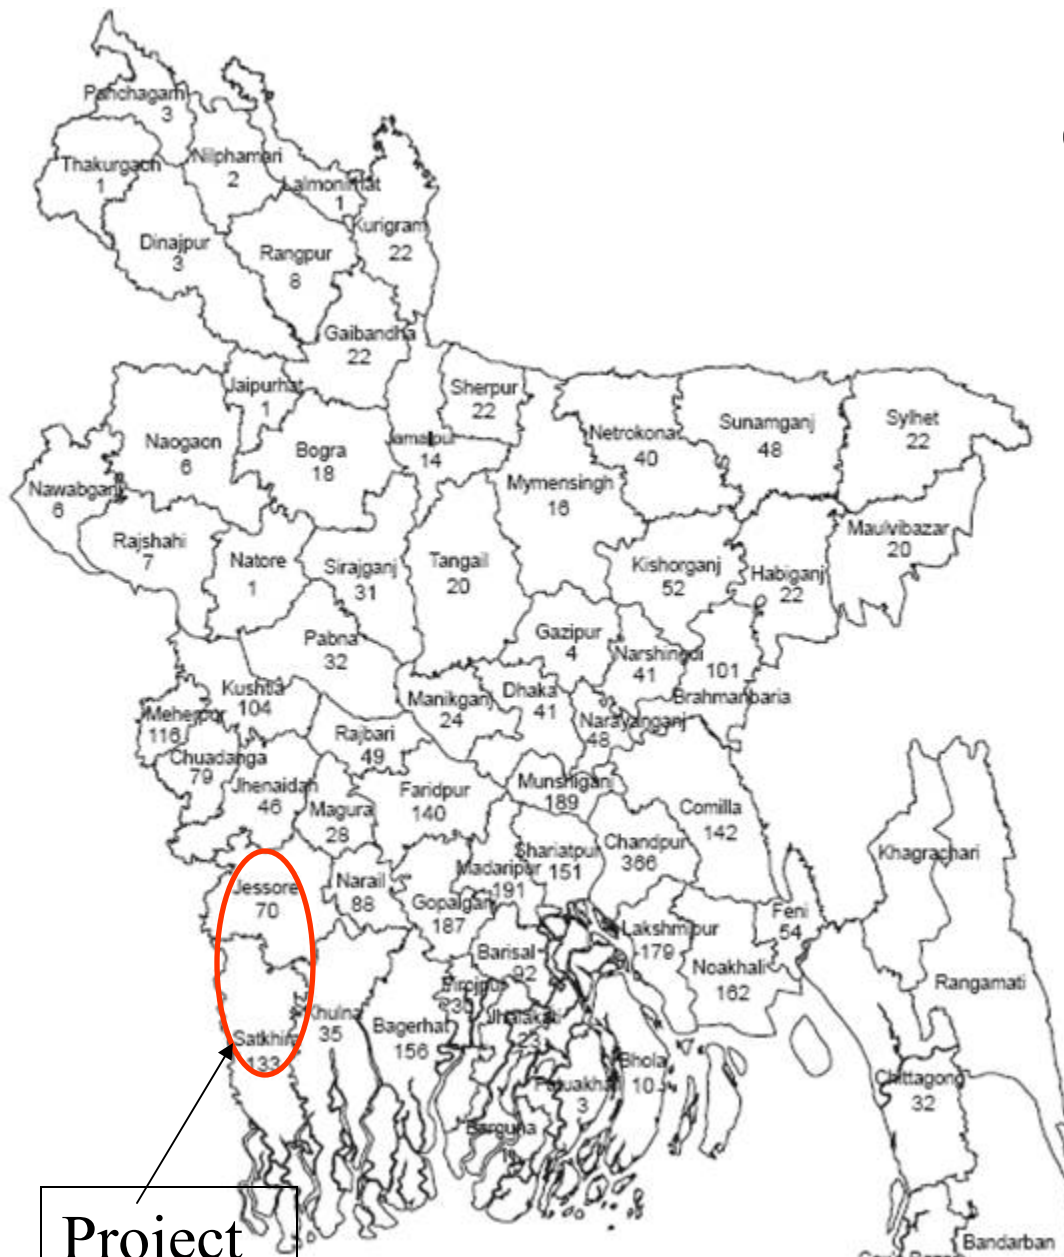 Panchagarh
3
Thakurgaon
1
Nilphamari
2
Lalmonirhat
1
Kurigram
22
Dinajpur
3
Rangpur
8
Gaibandha
22
Jaipurhat
1
Sherpur
22
Naogaon
6
Bogra
18
Jamalpur
14
Netrokona
40
Sunamganj
48
Sylhet
22
Nawabganj
6
Mymensingh
16
Rajshahi
7
Natore
1
Sirajganj
31
Tangail
20
Kishorganj
52
Habiganj
22
Maulvibazar
20
Pabna
32
Gazipur
4
Narshingdi
41
101
Brahmanbaria
Kushtia
104
Manikganj
24
Dhaka
41
Narayanganj
48
Meherpur
116
Rajbari
49
Chuadanga
79
Jhenaidah
46
Magura
28
Faridpur
140
Munshiganj
189
Comilla
142
Chandpur
366
Shariatpur
151
Madaripur
191
Khagrachari
Jessore
70
Narail
88
Gopalganj
187
Lakshmipur
179
Feni
54
Barisal
92
Noakhali
162
Rangamati
Pirojpur
Jhalakati
Khulna
35
Bagerhat
156
Satkhira
133
Bhola
Patuakhali
3
Chittagong
32
Barguna
Project
Bandarban